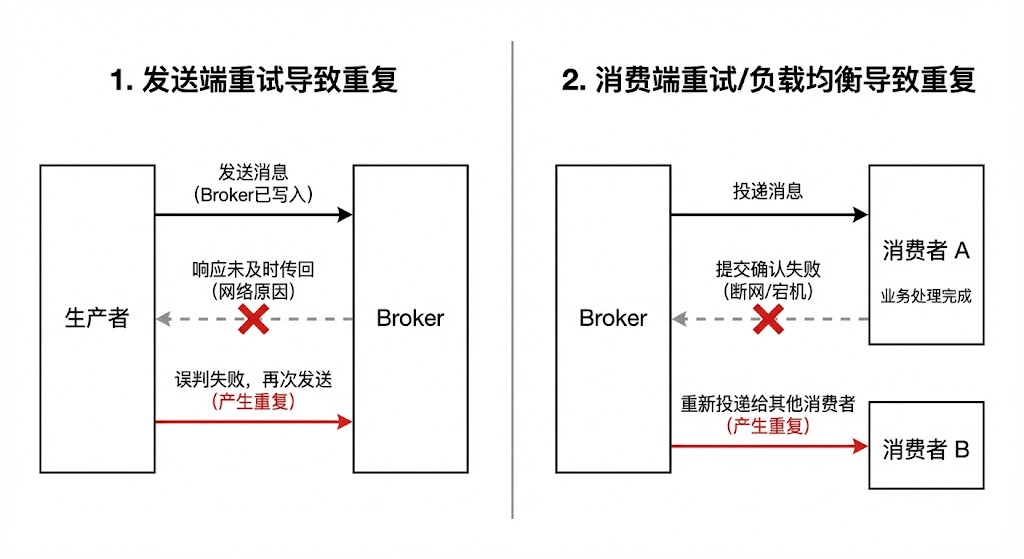 1. 发送端重试导致重复
发送消息
（Broker已写入）
响应未及时传回
（网络原因）
生产者
Broker
误判失败，再次发送
（产生重复）
2. 消费端重试/负载均衡导致重复
投递消息
消费者 A
业务处理完成
提交确认失败
（断网/宕机）
Broker
重新投递给其他消费者
（产生重复）
消费者 B